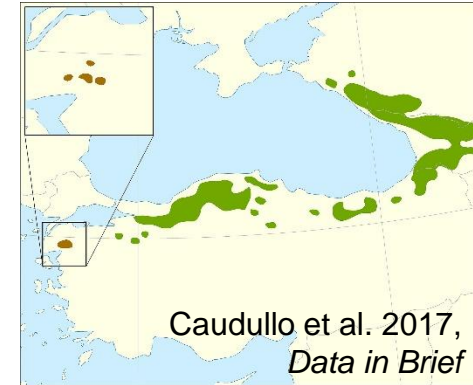 Caudullo et al. 2017,
Data in Brief